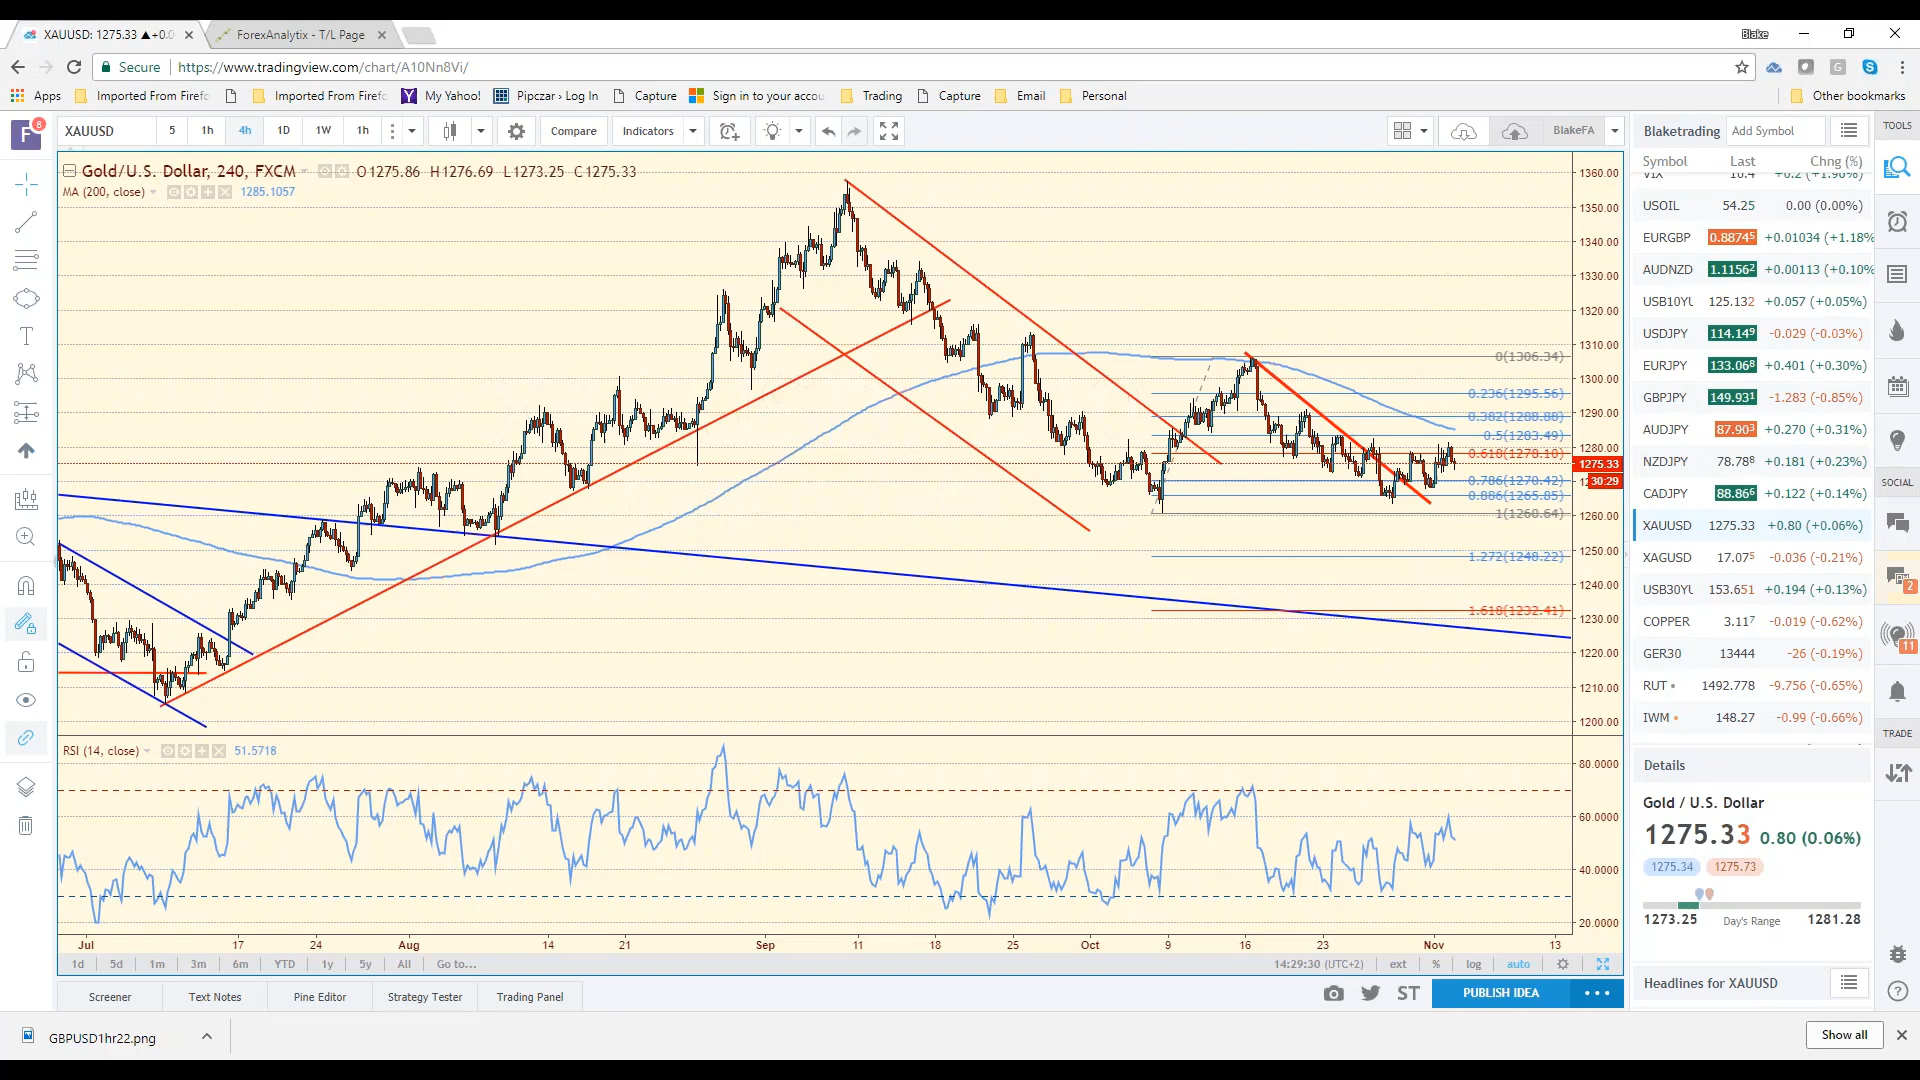 XAUUSD: 1275.33 ▲+0.0
ForexAnalytix - T/L Page
Blake
Secure | https://www.tradingview.com/chart/A10Nn8Vi/
Apps Imported From Firefo Imported From Firefo My Yahoo! Pipczar › Log In Capture Sign in to your accou Trading Capture Email Personal Other bookmarks
F 8 XAUUSD 5 1h 4h 1D 1W 1h Compare Indicators BlakeFA
Gold/U.S. Dollar, 240, FXCM O1275.86 H1276.69 L1273.25 C1275.33
MA (200, close) 1285.1057
1360.00
1350.00
1340.00
1330.00
1320.00
1310.00
0(1306.34)
1300.00
0.236(1295.56)
1290.00
0.382(1288.88)
0.5(1283.49)
1280.00
0.618(1278.10)
1275.33
30:29
0.786(1270.42)
0.886(1265.85)
1(1260.64)
1260.00
1250.00
1.272(1248.22)
1240.00
1.618(1232.41)
1230.00
1220.00
1210.00
1200.00
RSI (14, close) 51.5718
80.0000
60.0000
40.0000
20.0000
Jul 17 24 Aug 14 21 Sep 11 18 25 Oct 9 16 23 Nov 13
1d 5d 1m 3m 6m YTD 1y 5y All Go to... 14:29:30 (UTC+2) ext % log auto
Screener Text Notes Pine Editor Strategy Tester Trading Panel ST PUBLISH IDEA
Blaketrading Add Symbol
Symbol Last Chng (%)
VIX 10.4 +0.2 (+1.96%)
USOIL 54.25 0.00 (0.00%)
EURGBP 0.88745 +0.01034 (+1.18%
AUDNZD 1.11562 +0.00113 (+0.10%
USB10YU 125.132 +0.057 (+0.05%)
USDJPY 114.149 -0.029 (-0.03%)
EURJPY 133.068 +0.401 (+0.30%)
GBPJPY 149.931 -1.283 (-0.85%)
AUDJPY 87.903 +0.270 (+0.31%)
NZDJPY 78.788 +0.181 (+0.23%)
CADJPY 88.866 +0.122 (+0.14%)
XAUUSD 1275.33 +0.80 (+0.06%)
XAGUSD 17.075 -0.036 (-0.21%)
USB30YU 153.651 +0.194 (+0.13%)
COPPER 3.117 -0.019 (-0.62%)
GER30 13444 -26 (-0.19%)
RUT 1492.778 -9.756 (-0.65%)
IWM 148.27 -0.99 (-0.66%)
Details
Gold / U.S. Dollar
1275.33 0.80 (0.06%)
1275.34 1275.73
1273.25 Day's Range 1281.28
Headlines for XAUUSD
TOOLS
SOCIAL
2
11
TRADE
GBPUSD1hr22.png
Show all